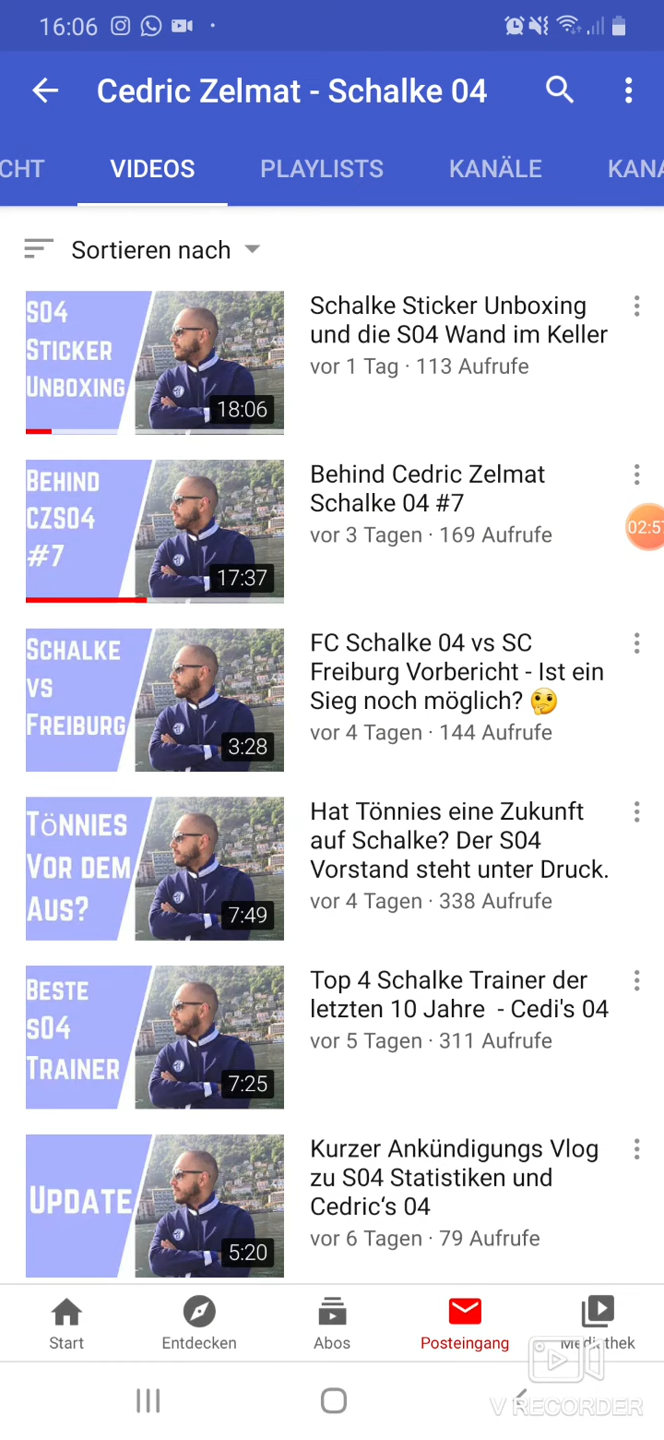 16:06
Cedric Zelmat - Schalke 04
CHT VIDEOS PLAYLISTS KANÄLE KANA
Sortieren nach
S04
STICKER
UNBOXING
18:06
Schalke Sticker Unboxing
und die S04 Wand im Keller
vor 1 Tag · 113 Aufrufe
BEHIND
CZS04
#7
17:37
Behind Cedric Zelmat
Schalke 04 #7
vor 3 Tagen · 169 Aufrufe
02:57
SCHALKE
VS
FREIBURG
3:28
FC Schalke 04 vs SC
Freiburg Vorbericht - Ist ein
Sieg noch möglich? 🤔
vor 4 Tagen · 144 Aufrufe
TÖNNIES
VOR DEM
AUS?
7:49
Hat Tönnies eine Zukunft
auf Schalke? Der S04
Vorstand steht unter Druck.
vor 4 Tagen · 338 Aufrufe
BESTE
S04
TRAINER
7:25
Top 4 Schalke Trainer der
letzten 10 Jahre - Cedi's 04
vor 5 Tagen · 311 Aufrufe
UPDATE
5:20
Kurzer Ankündigungs Vlog
zu S04 Statistiken und
Cedric‘s 04
vor 6 Tagen · 79 Aufrufe
Start Entdecken Abos Posteingang Mediathek
V RECORDER